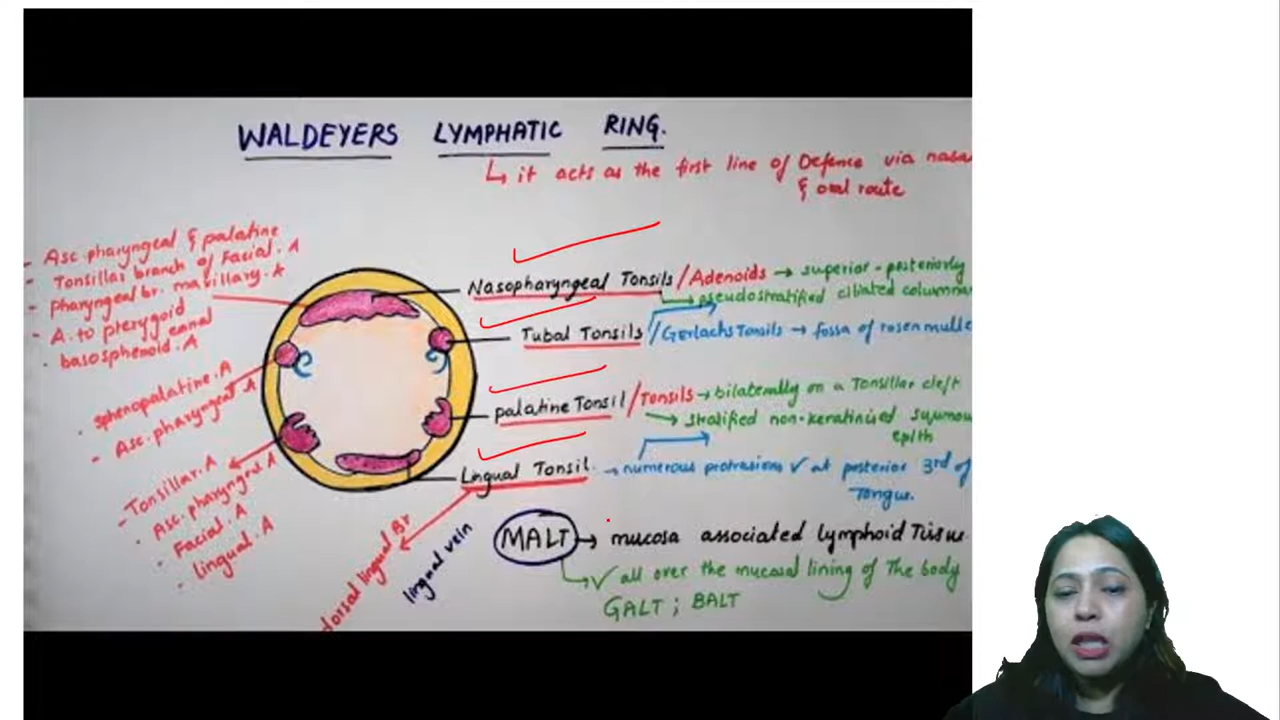 WALDEYERS LYMPHATIC RING.
↳ it acts as the first line of Defence via nasa
& oral route
- Asc. pharyngeal & palatine
- Tonsillar branch of Facial. A
- Pharyngeal br. maxillary. A
- A. to pterygoid canal
basosphenoid. A
sphenopalatine. A
- Asc. pharyngeal A
- Tonsillar. A
Asc. pharyngeal A
Facial. A
- lingual. A
Nasopharyngeal Tonsils/Adenoids → superior-posteriorly
pseudostratified ciliated columna
Tubal Tonsils/Gerlachs Tonsils → fossa of rosenmulle
palatine Tonsil/Tonsils → bilaterally on a Tonsillar cleft
→ stratified non-keratinised squmou
epith
Lingual Tonsil. → numerous protrusions ✓ at posterior 3rd of
Tongue.
dorsal lingual Br
lingual vein
MALT → mucosa associated lymphoid Tissue.
↳ ✓ all over the mucosal lining of The body
GALT ; BALT